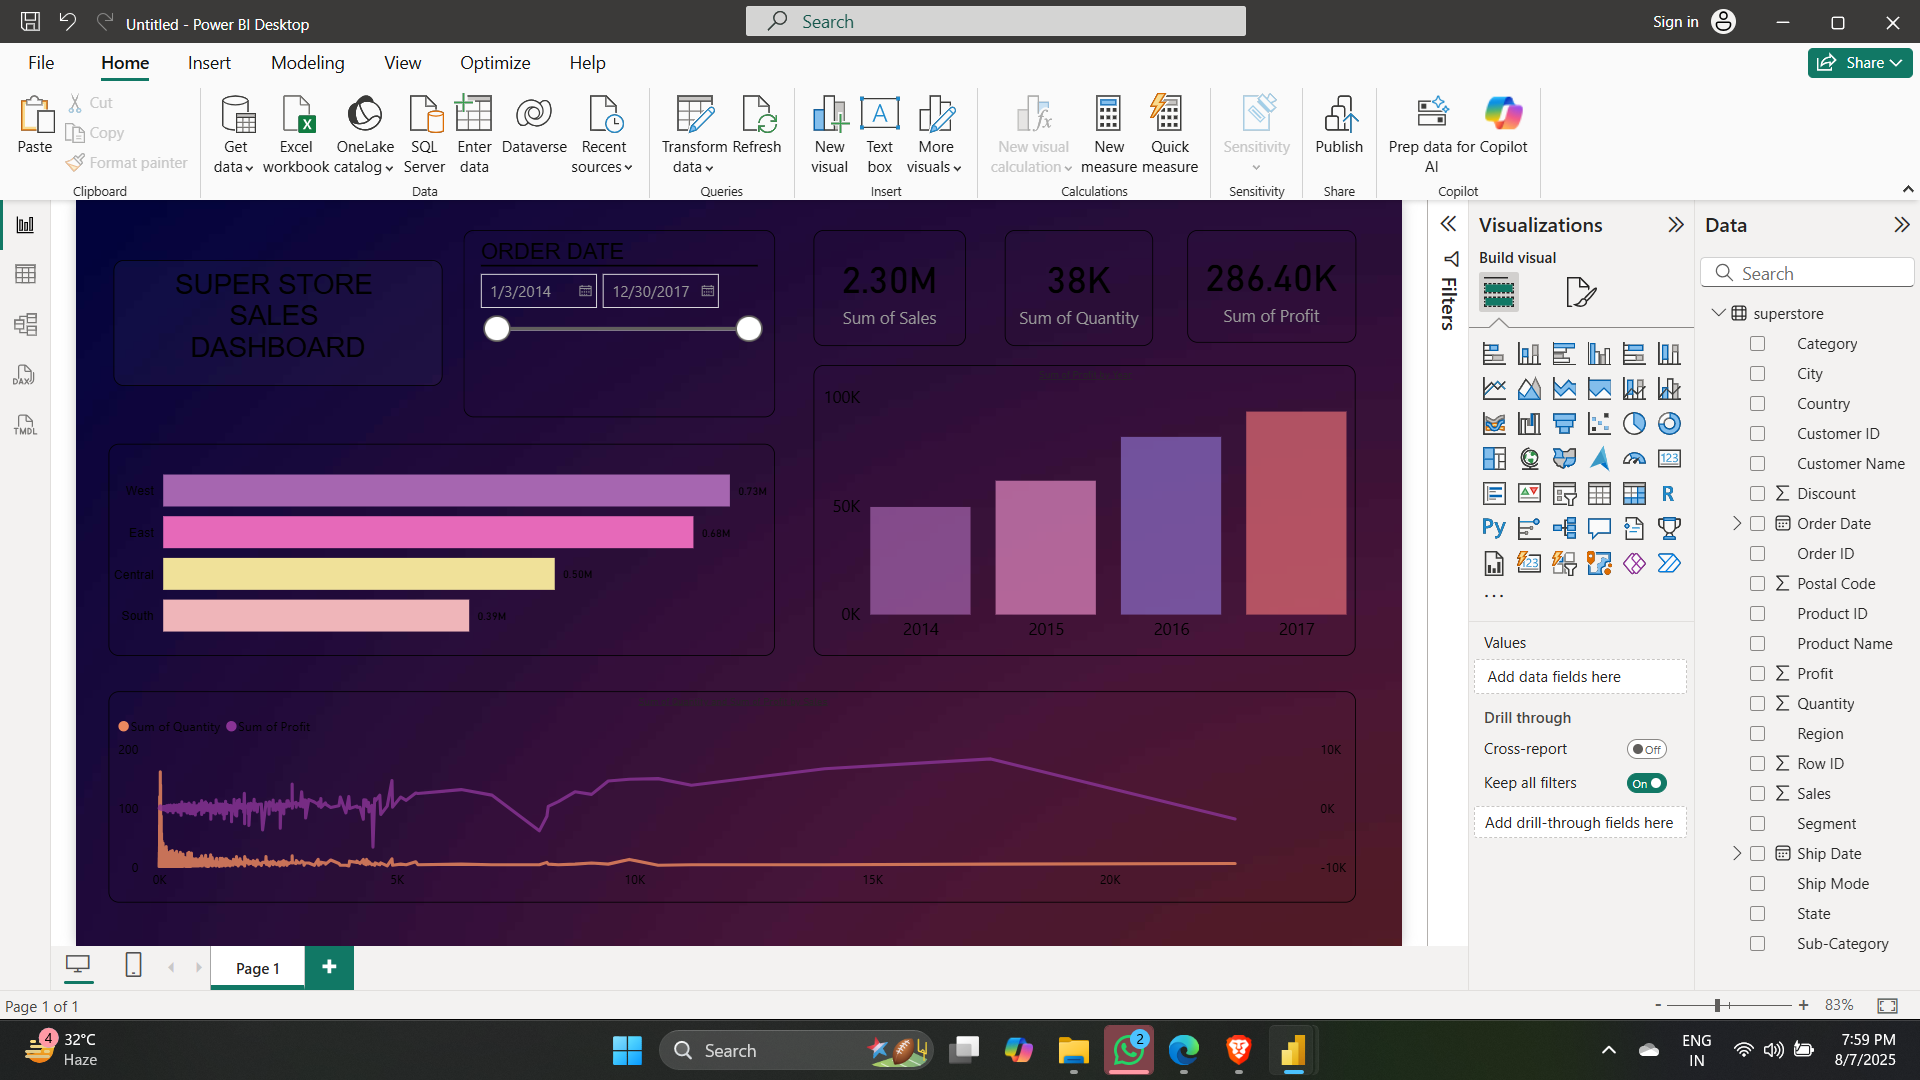 Untitled - Power BI Desktop
Search
Sign in
File
Home
Insert
Modeling
View
Optimize
Help
Share
Paste
Cut
Copy
Format painter
Clipboard
Get data
Excel workbook
OneLake catalog
SQL Server
Enter data
Dataverse
Recent sources
Data
Transform data
Refresh
Queries
New visual
Text box
More visuals
Insert
New visual calculation
New measure
Quick measure
Calculations
Sensitivity
Sensitivity
Publish
Share
Prep data for AI
Copilot
Copilot
DAX
TMDL
SUPER STORE
SALES
DASHBOARD
ORDER DATE
1/3/2014
12/30/2017
2.30M
Sum of Sales
38K
Sum of Quantity
286.40K
Sum of Profit
West
0.73M
East
0.68M
Central
0.50M
South
0.39M
100K
50K
0K
2014
2015
2016
2017
Sum of Quantity
Sum of Profit
200
100
0
0K
5K
10K
15K
20K
10K
0K
-10K
Filters
Visualizations
Build visual
123
R
Py
123
...
Values
Add data fields here
Drill through
Cross-report
Off
Keep all filters
On
Add drill-through fields here
Data
Search
superstore
Category
City
Country
Customer ID
Customer Name
Discount
Order Date
Order ID
Postal Code
Product ID
Product Name
Profit
Quantity
Region
Row ID
Sales
Segment
Ship Date
Ship Mode
State
Sub-Category
Page 1
Page 1 of 1
- + 83%
4
32°C
Haze
Search
2
ENG
IN
7:59 PM
8/7/2025